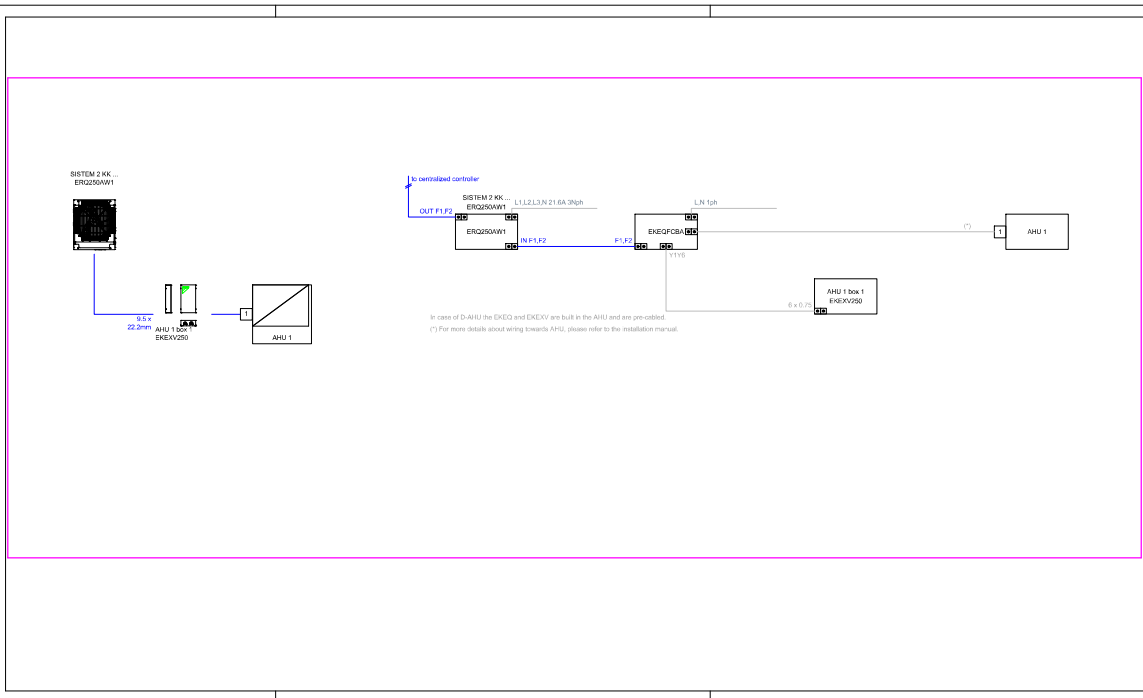 SISTEM 2 KK ...
ERQ250AW1
9.5 x
22.2mm
AHU 1 box 1
EKEXV250
1
AHU 1
to centralized controller
OUT F1,F2
SISTEM 2 KK ...
ERQ250AW1
L1,L2,L3,N 21.6A 3Nph
ERQ250AW1
IN F1,F2
F1,F2
L,N 1ph
EKEQFCBA
Y1Y6
(*)
1
AHU 1
6 x 0.75
AHU 1 box 1
EKEXV250
In case of D-AHU the EKEQ and EKEXV are built in the AHU and are pre-cabled.
(*) For more details about wiring towards AHU, please refer to the installation manual.